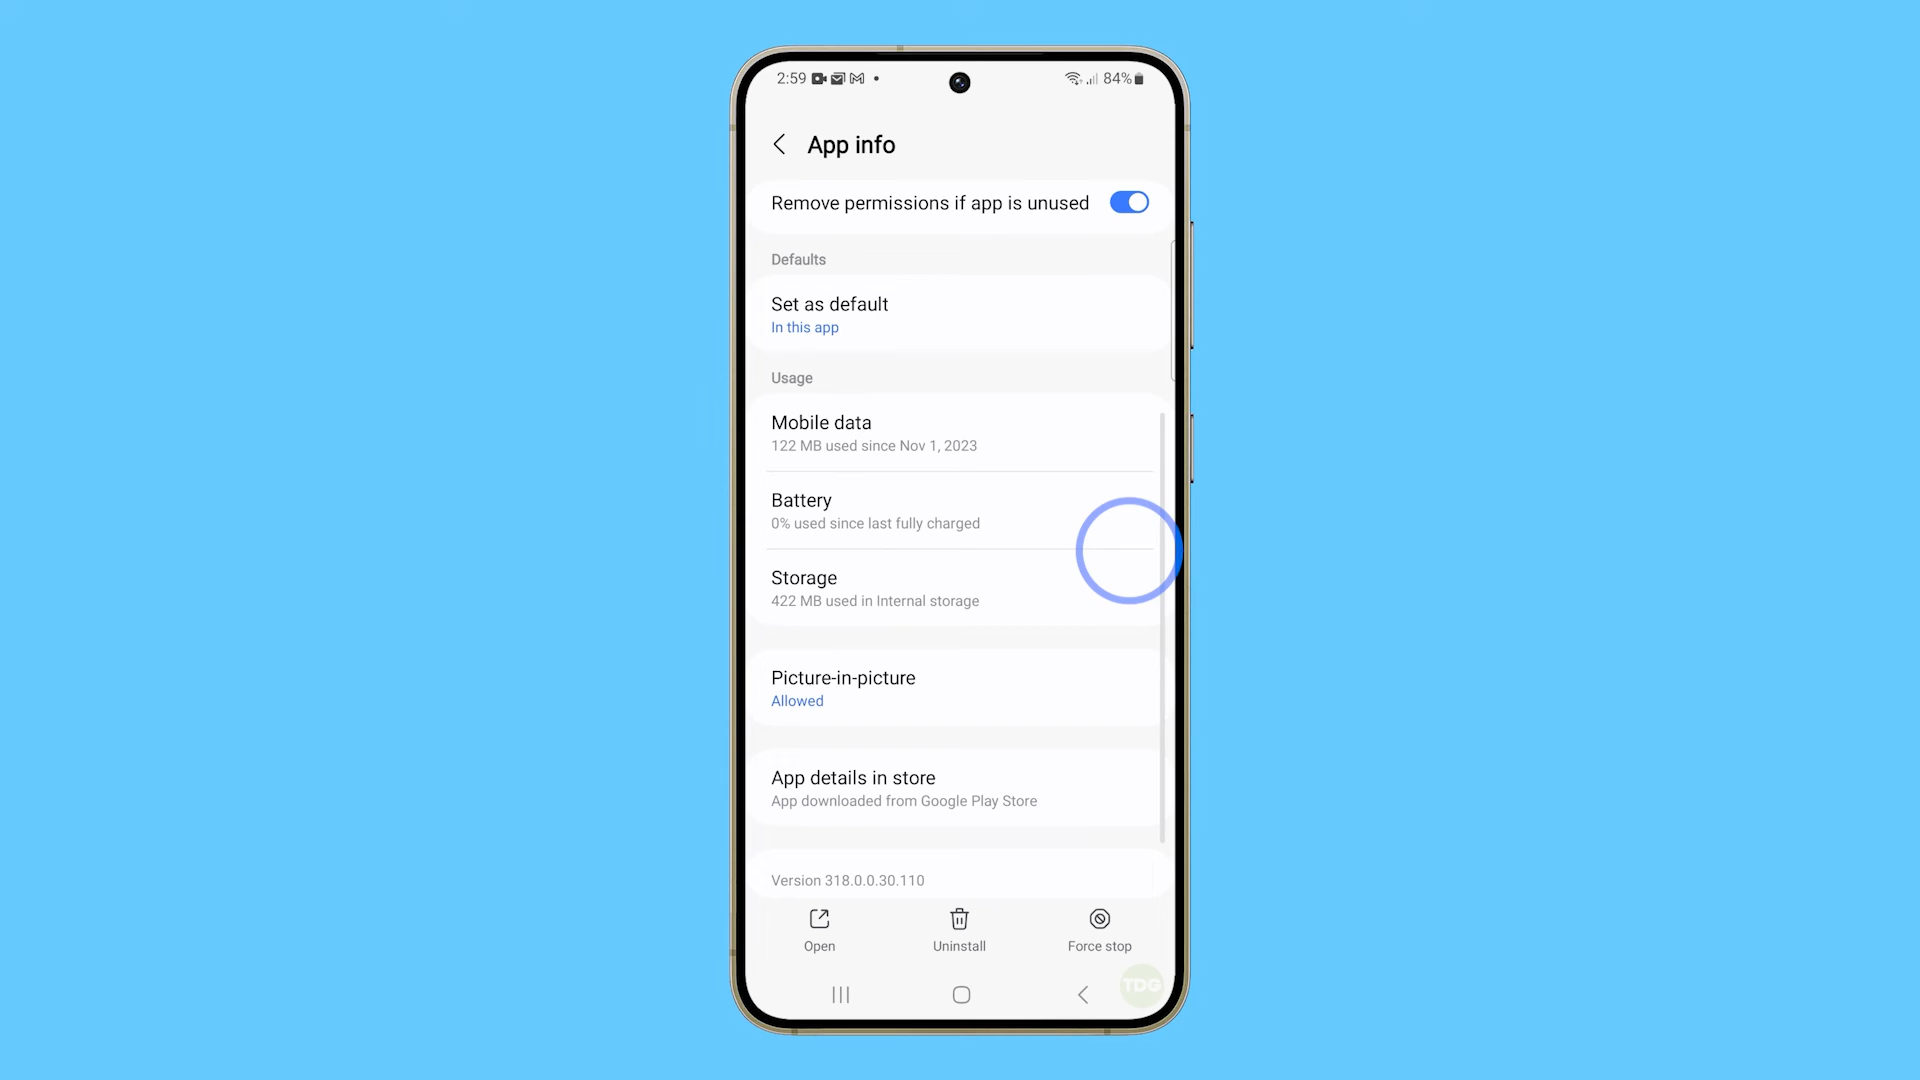 2:59
84%
App info
Remove permissions if app is unused
Defaults
Set as default
In this app
Usage
Mobile data
122 MB used since Nov 1, 2023
Battery
0% used since last fully charged
Storage
422 MB used in Internal storage
Picture-in-picture
Allowed
App details in store
App downloaded from Google Play Store
Version 318.0.0.30.110
Open
Uninstall
Force stop
TDG